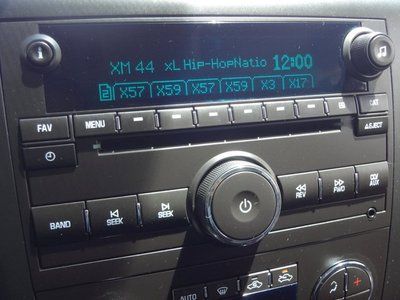 XM 44 xL Hip-HopNatio 12:00
2 X57 X59 X57 X59 X3 X17
FAV MENU CAT
EJECT
BAND SEEK SEEK REV FWD CD/AUX
AUTO